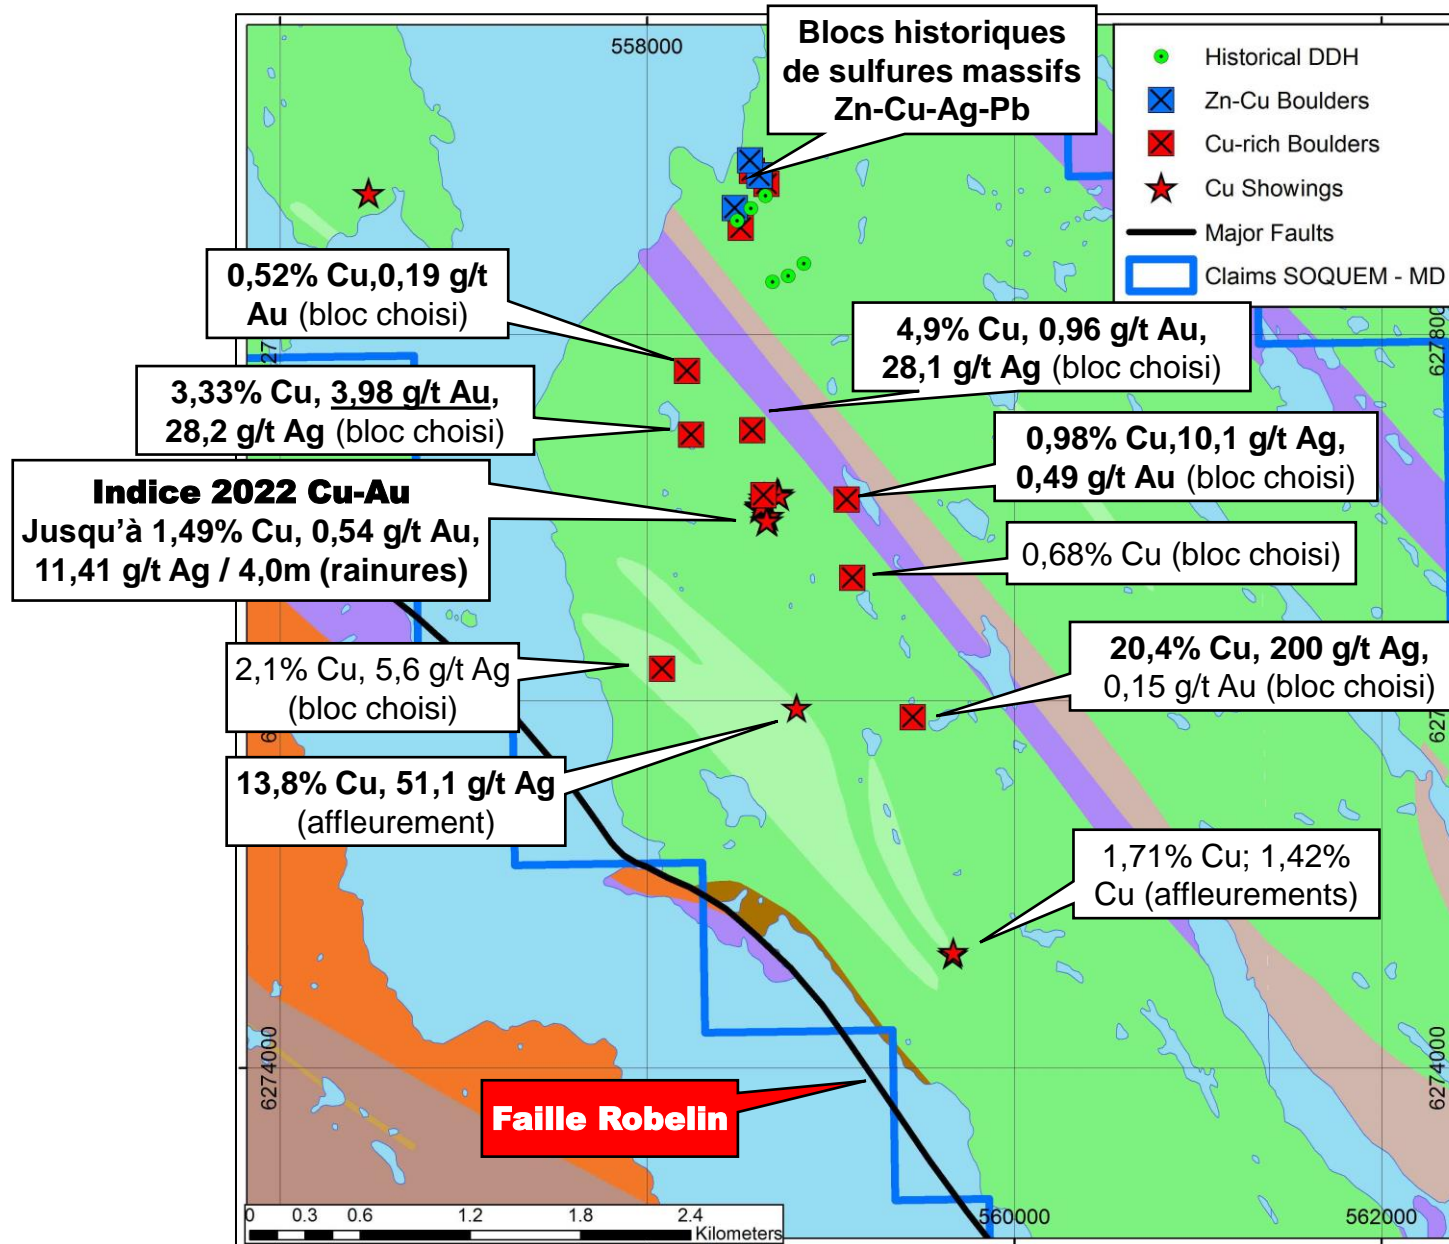 558000
Blocs historiques
de sulfures massifs
Zn-Cu-Ag-Pb
Historical DDH
Zn-Cu Boulders
Cu-rich Boulders
Cu Showings
Major Faults
Claims SOQUEM - MD
0,52% Cu,0,19 g/t
Au (bloc choisi)
4,9% Cu, 0,96 g/t Au,
28,1 g/t Ag (bloc choisi)
6278000
3,33% Cu, 3,98 g/t Au,
28,2 g/t Ag (bloc choisi)
0,98% Cu,10,1 g/t Ag,
0,49 g/t Au (bloc choisi)
Indice 2022 Cu-Au
Jusqu'à 1,49% Cu, 0,54 g/t Au,
11,41 g/t Ag / 4,0m (rainures)
0,68% Cu (bloc choisi)
2,1% Cu, 5,6 g/t Ag
(bloc choisi)
20,4% Cu, 200 g/t Ag,
0,15 g/t Au (bloc choisi)
13,8% Cu, 51,1 g/t Ag
(affleurement)
1,71% Cu; 1,42%
Cu (affleurements)
6274000
6274000
Faille Robelin
0 0.3 0.6 1.2 1.8 2.4
Kilometers
560000
562000